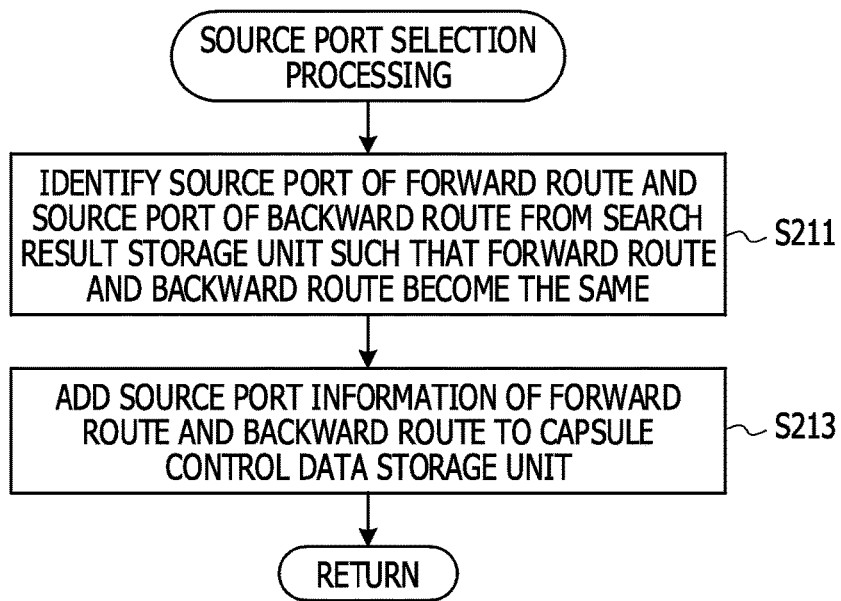 SOURCE PORT SELECTION
PROCESSING
IDENTIFY SOURCE PORT OF FORWARD ROUTE AND
SOURCE PORT OF BACKWARD ROUTE FROM SEARCH
RESULT STORAGE UNIT SUCH THAT FORWARD ROUTE
AND BACKWARD ROUTE BECOME THE SAME
S211
ADD SOURCE PORT INFORMATION OF FORWARD
ROUTE AND BACKWARD ROUTE TO CAPSULE
CONTROL DATA STORAGE UNIT
S213
RETURN